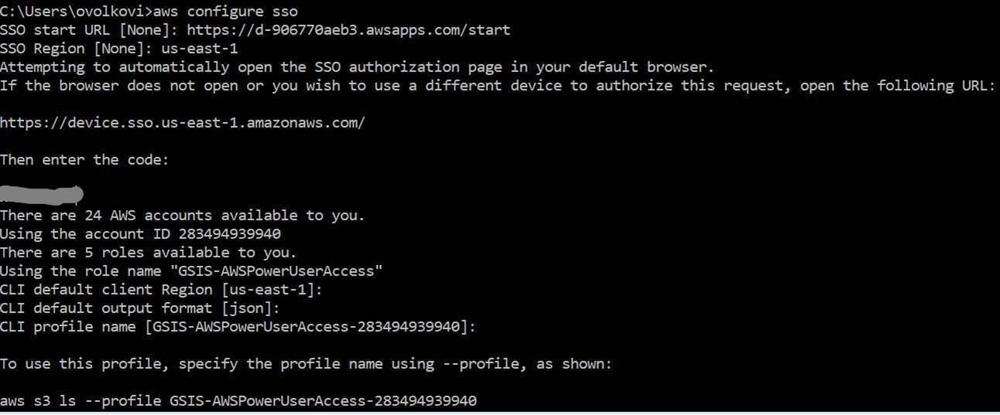 C:\Users\ovolkovi>aws configure sso
SSO start URL [None]: https://d-906770aeb3.awsapps.com/start
SSO Region [None]: us-east-1
Attempting to automatically open the SSO authorization page in your default browser.
If the browser does not open or you wish to use a different device to authorize this request, open the following URL:
https://device.sso.us-east-1.amazonaws.com/
Then enter the code:
There are 24 AWS accounts available to you.
Using the account ID 283494939940
There are 5 roles available to you.
Using the role name "GSIS-AWSPowerUserAccess"
CLI default client Region [us-east-1]:
CLI default output format [json]:
CLI profile name [GSIS-AWSPowerUserAccess-283494939940]:
To use this profile, specify the profile name using --profile, as shown:
aws s3 ls --profile GSIS-AWSPowerUserAccess-283494939940